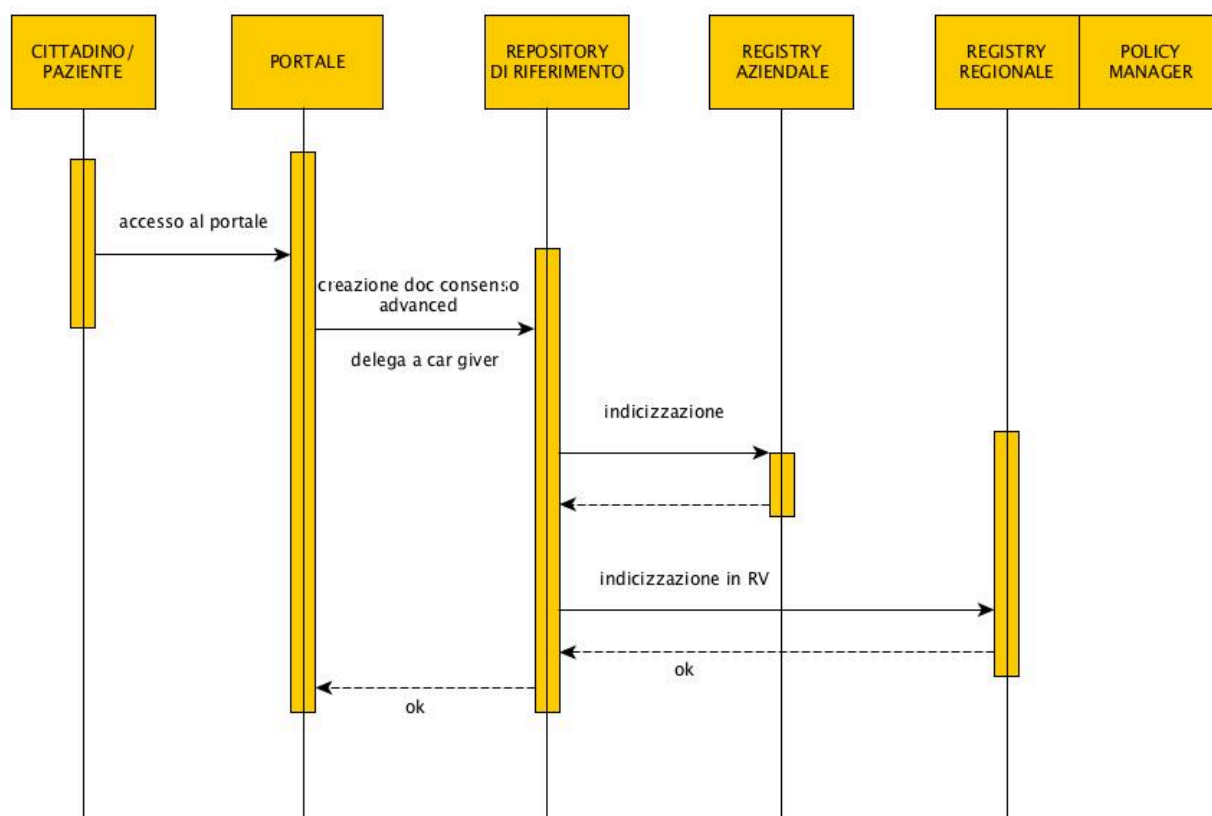 CITTADINO/
PAZIENTE
PORTALE
REPOSITORY
DI RIFERIMENTO
REGISTRY
AZIENDALE
REGISTRY
REGIONALE
POLICY
MANAGER
accesso al portale
creazione doc consenso
advanced
delega a car giver
indicizzazione
indicizzazione in RV
ok
ok